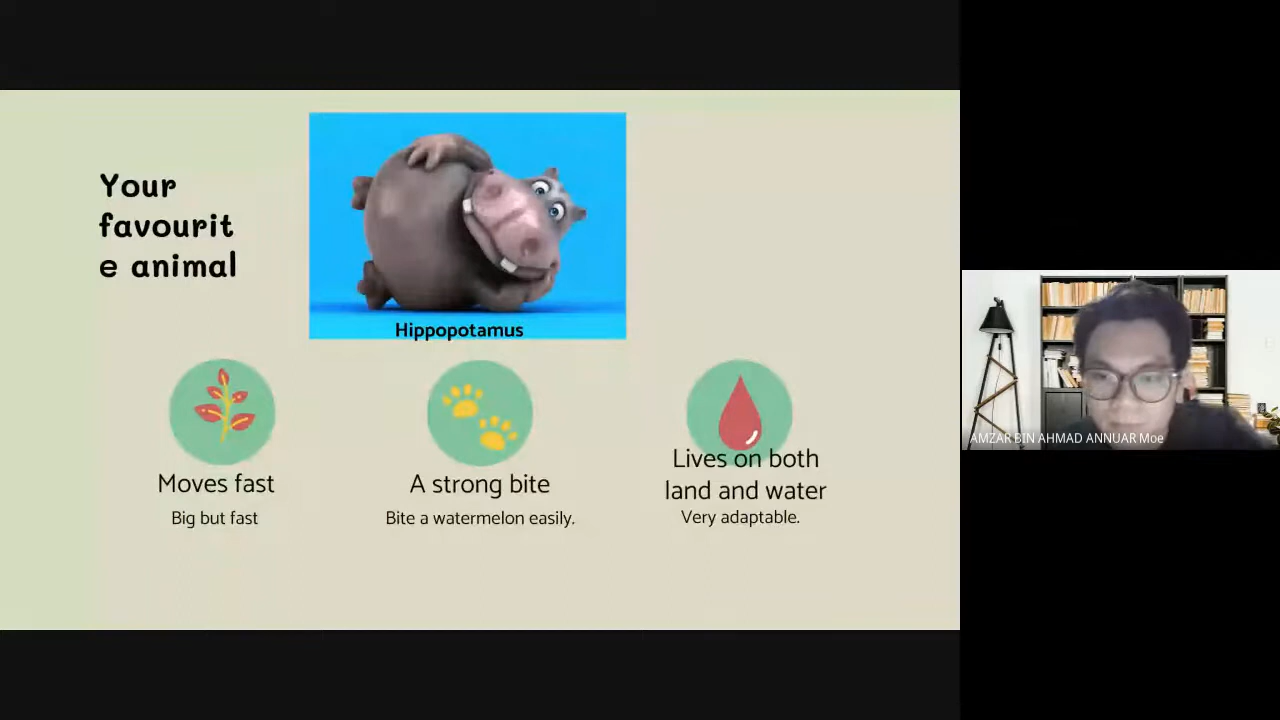 Your
favourit
e animal
Hippopotamus
Moves fast
Big but fast
A strong bite
Bite a watermelon easily.
Lives on both
land and water
Very adaptable.
AMZAR BIN AHMAD ANNUAR Moe